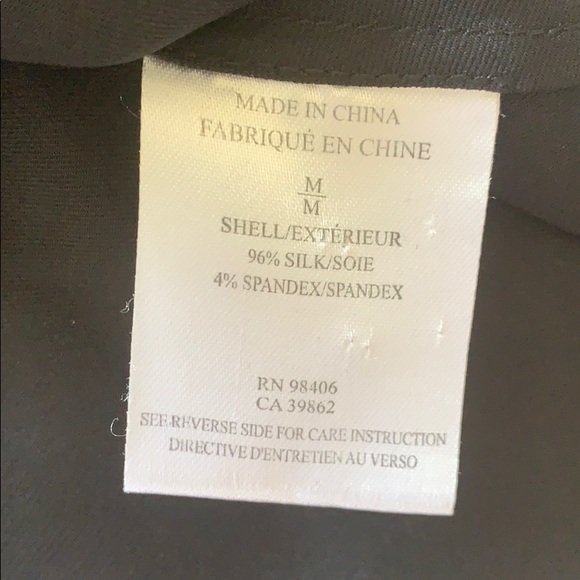 MADE IN CHINA
FABRIQUÉ EN CHINE
M
M
SHELL/EXTÉRIEUR
96% SILK/SOIE
4% SPANDEX/SPANDEX
RN 98406
CA 39862
SEE REVERSE SIDE FOR CARE INSTRUCTION
DIRECTIVE D'ENTRETIEN AU VERSO